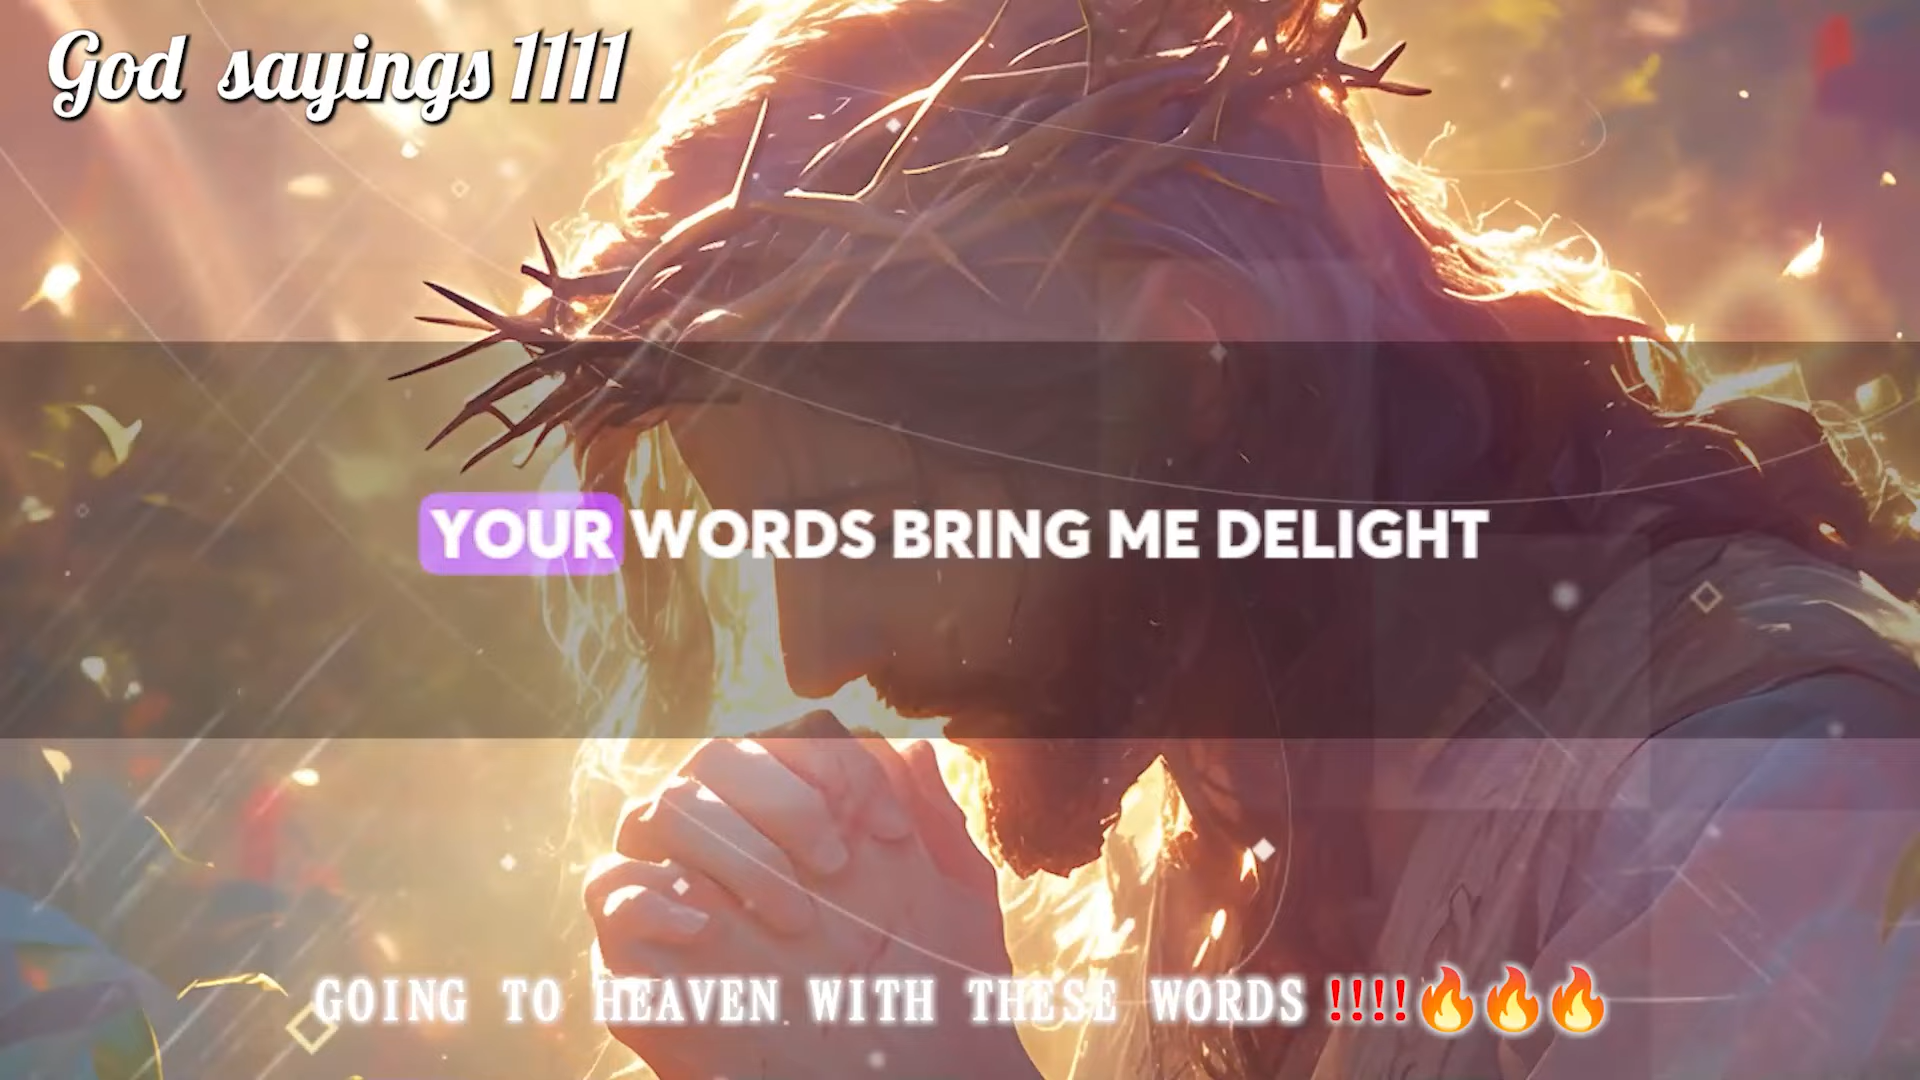 God sayings 1111
YOUR WORDS BRING ME DELIGHT
GOING TO HEAVEN WITH THESE WORDS !!!!🔥🔥🔥